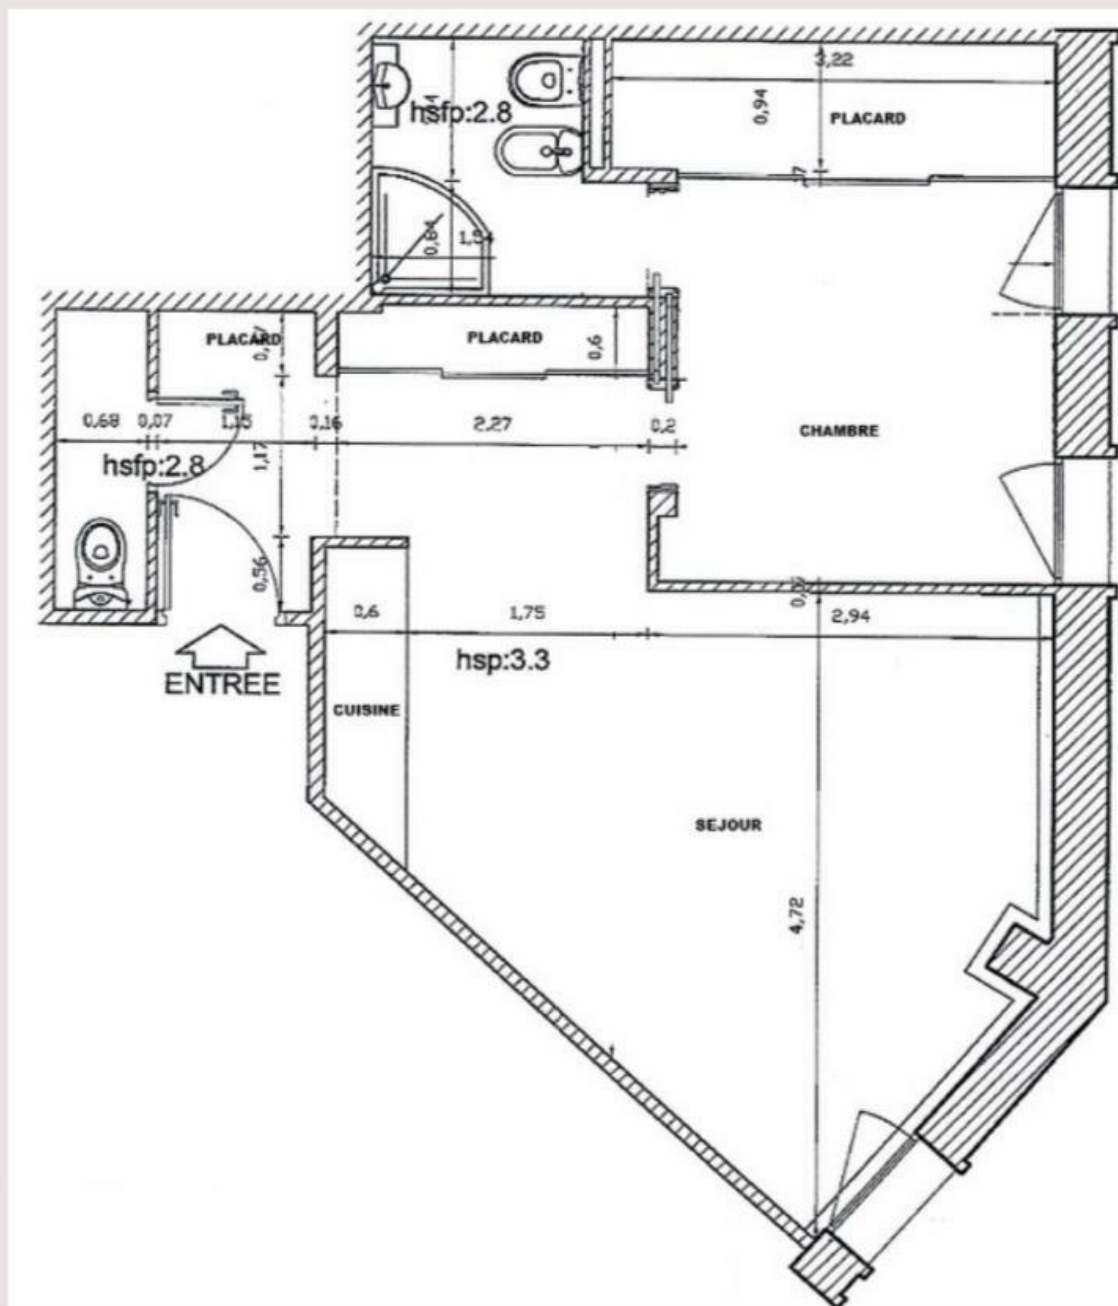 3,22
0,94
hsfp:2.8
PLACARD
0,84
1,54
PLACARD
PLACARD
0,6
0,68
0,07
1,15
0,16
2,27
0,2
CHAMBRE
hsfp:2.8
1,17
0,56
0,6
1,75
2,94
hsp:3.3
ENTREE
CUISINE
SEJOUR
4,72